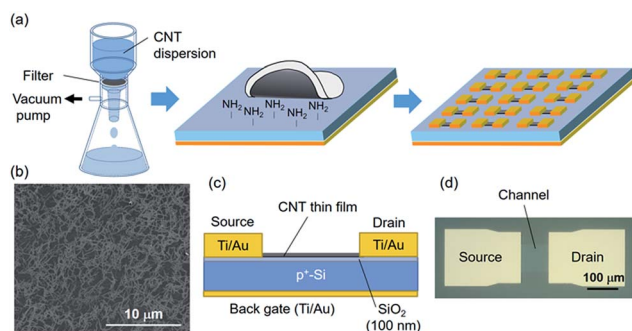 (a)
CNT
dispersion
Filter
Vacuum
pump
NH2 NH2 NH2
NH2 NH2
(b)
10 μm
(c)
CNT thin film
Source
Drain
Ti/Au
Ti/Au
p+-Si
Back gate (Ti/Au)
SiO2
(100 nm)
(d)
Channel
Source
Drain
100 μm